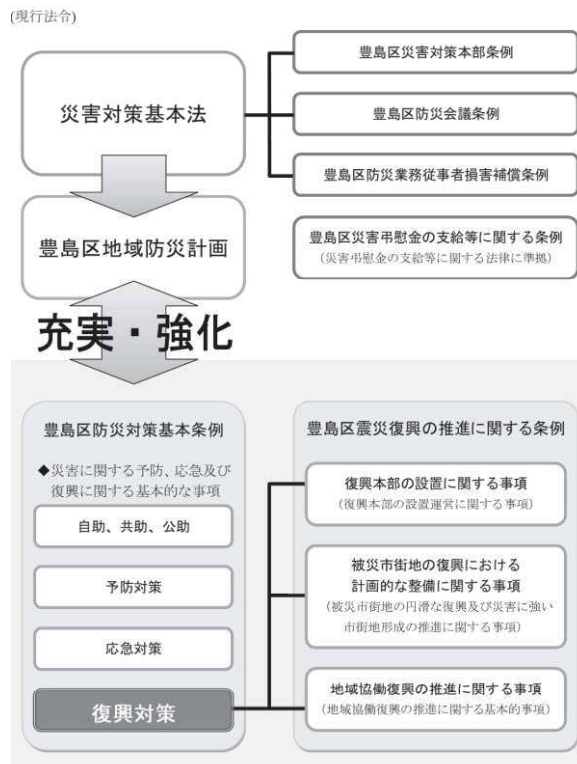 (現行法令)
災害対策基本法
豊島区災害対策本部条例
豊島区防災会議条例
豊島区防災業務従事者損害補償条例
豊島区地域防災計画
豊島区災害弔慰金の支給等に関する条例
(災害弔慰金の支給等に関する法律に準拠)
充実・強化
豊島区防災対策基本条例
◆災害に関する予防、応急及び
復興に関する基本的な事項
自助、共助、公助
予防対策
応急対策
復興対策
豊島区震災復興の推進に関する条例
復興本部の設置に関する事項
(復興本部の設置運営に関する事項)
被災市街地の復興における
計画的な整備に関する事項
(被災市街地の円滑な復興及び災害に強い
市街地形成の推進に関する事項)
地域協働復興の推進に関する事項
(地域協働復興の推進に関する基本的事項)